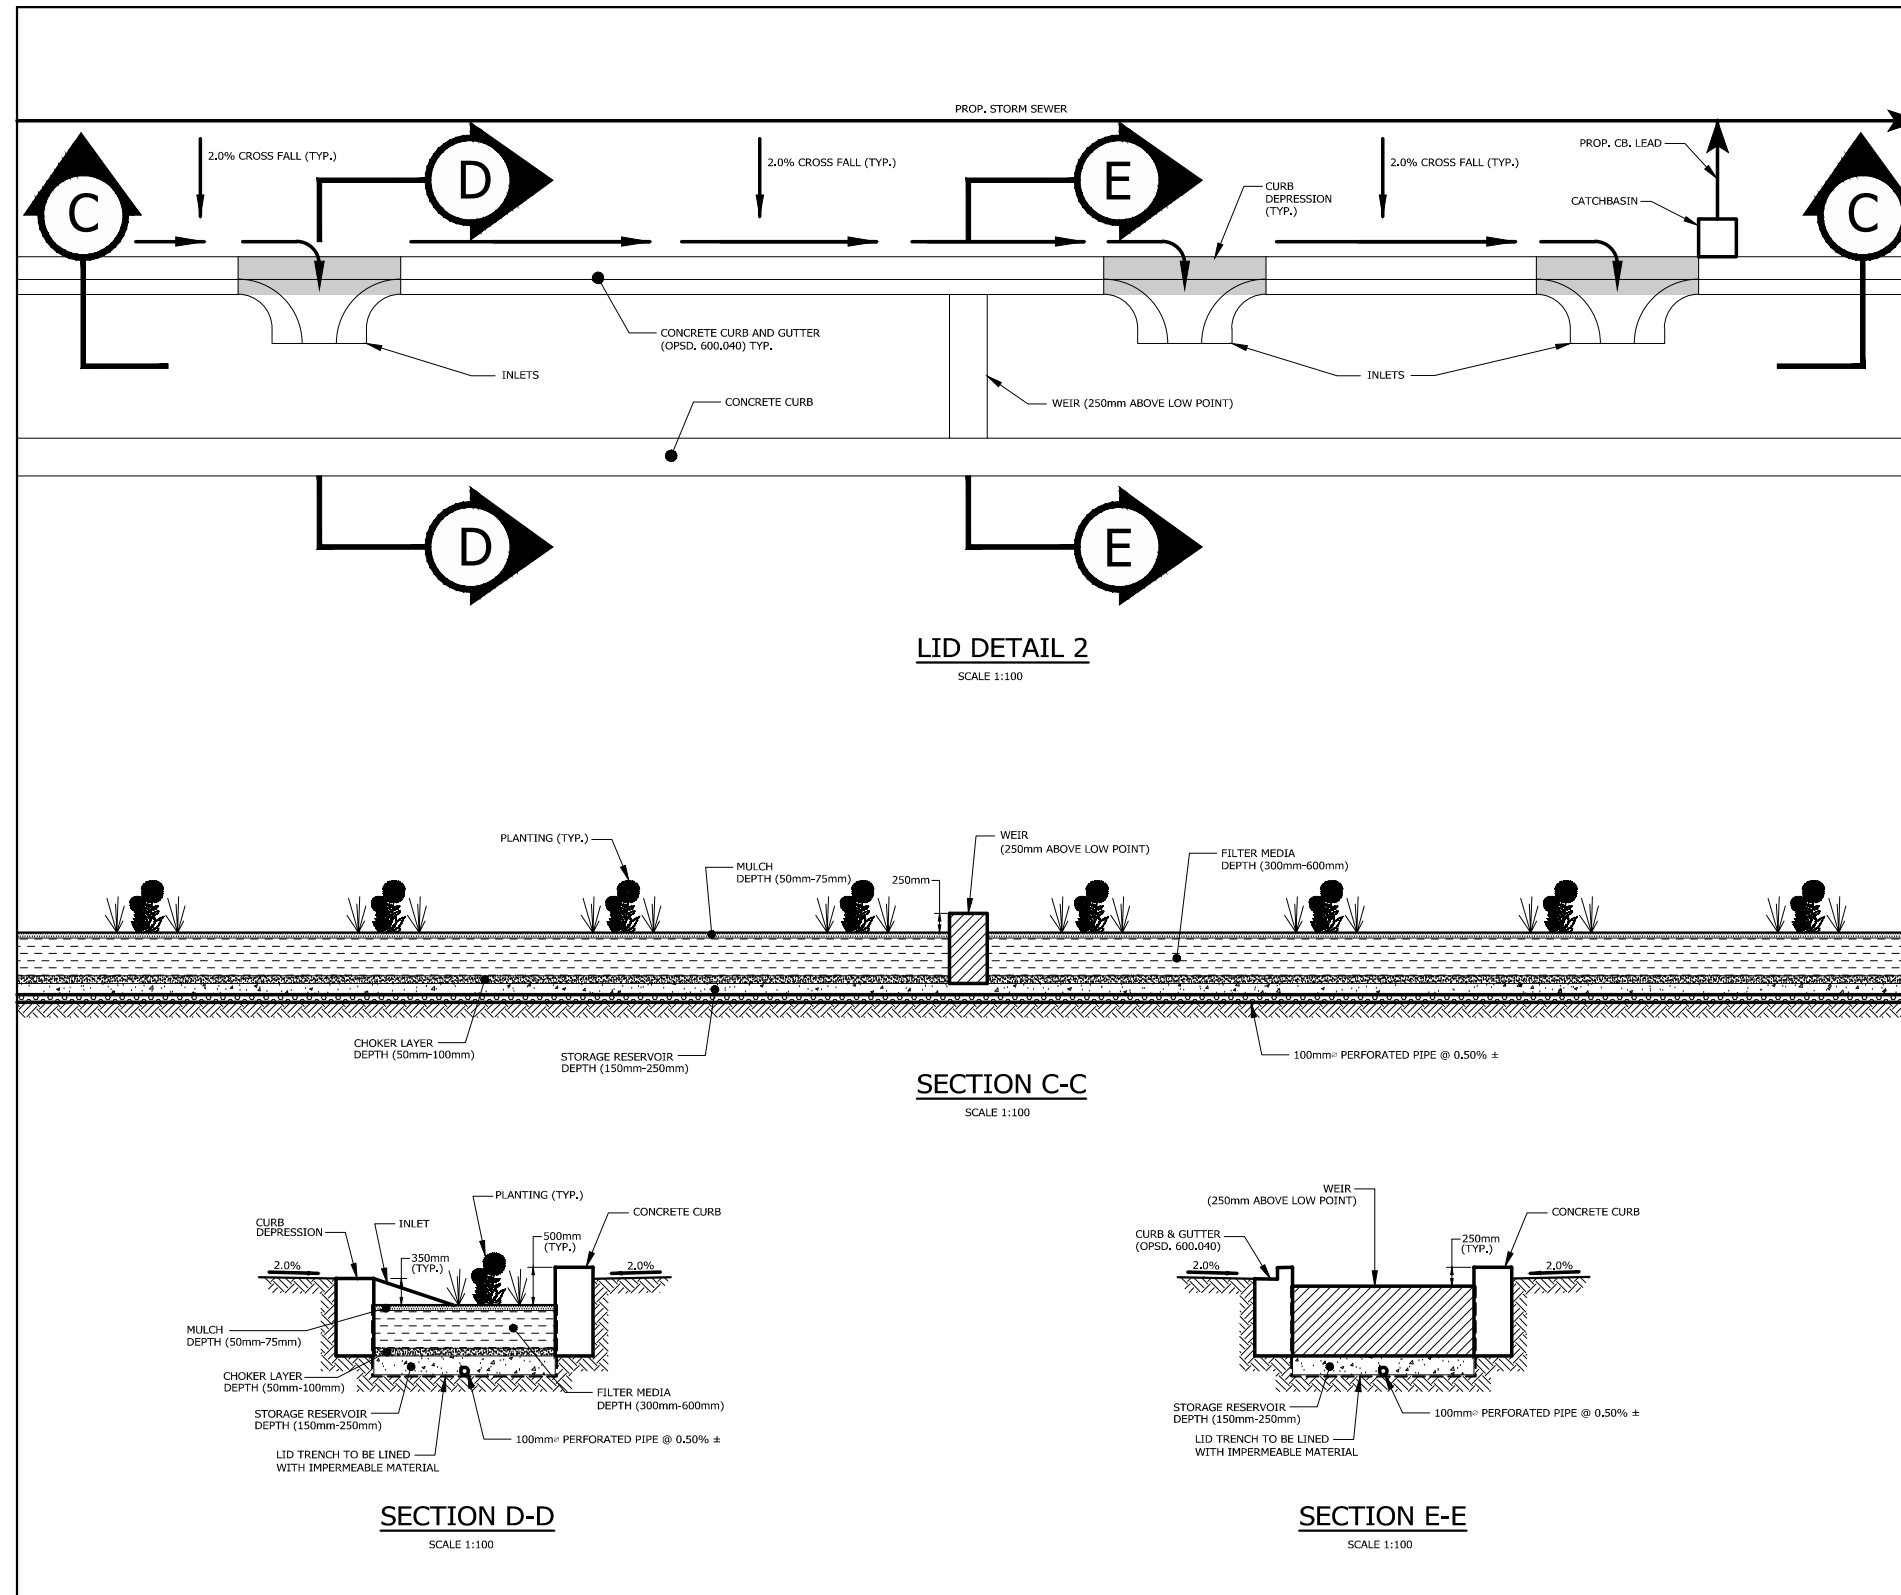 PROP. STORM SEWER
2.0% CROSS FALL (TYP.)
2.0% CROSS FALL (TYP.)
2.0% CROSS FALL (TYP.)
PROP. CB. LEAD
C
D
E
CURB
DEPRESSION
(TYP.)
CATCHBASIN
C
CONCRETE CURB AND GUTTER
(OPSD. 600.040) TYP.
INLETS
INLETS
CONCRETE CURB
WEIR (250mm ABOVE LOW POINT)
D
E
LID DETAIL 2
SCALE 1:100
PLANTING (TYP.)
WEIR
(250mm ABOVE LOW POINT)
MULCH
DEPTH (50mm-75mm)
250mm
FILTER MEDIA
DEPTH (300mm-600mm)
CHOKER LAYER
DEPTH (50mm-100mm)
STORAGE RESERVOIR
DEPTH (150mm-250mm)
100mm⌀ PERFORATED PIPE @ 0.50% ±
SECTION C-C
SCALE 1:100
PLANTING (TYP.)
CURB
DEPRESSION
INLET
CONCRETE CURB
350mm
(TYP.)
500mm
(TYP.)
2.0%
2.0%
MULCH
DEPTH (50mm-75mm)
CHOKER LAYER
DEPTH (50mm-100mm)
STORAGE RESERVOIR
DEPTH (150mm-250mm)
FILTER MEDIA
DEPTH (300mm-600mm)
100mm⌀ PERFORATED PIPE @ 0.50% ±
LID TRENCH TO BE LINED
WITH IMPERMEABLE MATERIAL
SECTION D-D
SCALE 1:100
WEIR
(250mm ABOVE LOW POINT)
CURB & GUTTER
(OPSD. 600.040)
CONCRETE CURB
250mm
(TYP.)
2.0%
2.0%
STORAGE RESERVOIR
DEPTH (150mm-250mm)
100mm⌀ PERFORATED PIPE @ 0.50% ±
LID TRENCH TO BE LINED
WITH IMPERMEABLE MATERIAL
SECTION E-E
SCALE 1:100